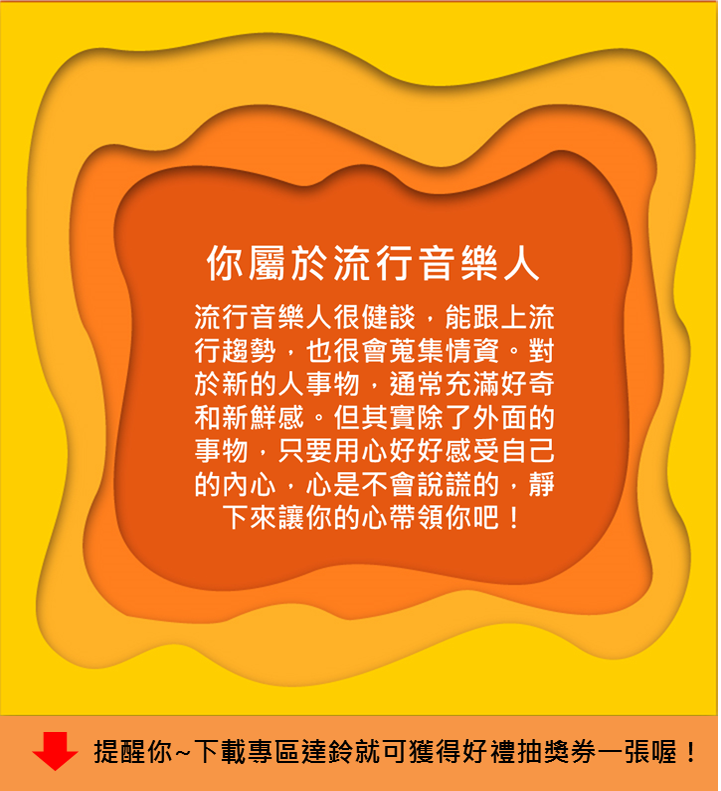 你屬於流行音樂人
流行音樂人很健談，能跟上流
行趨勢，也很會蒐集情資。對
於新的人事物，通常充滿好奇
和新鮮感。但其實除了外面的
事物，只要用心好好感受自己
的內心，心是不會說謊的，靜
下來讓你的心帶領你吧！
提醒你~下載專區達鈴就可獲得好禮抽獎券一張喔！